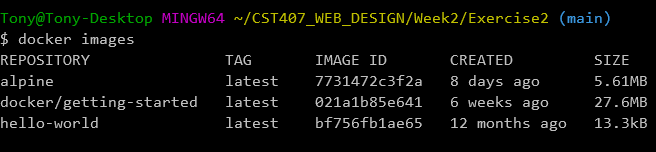 Tony@Tony-Desktop MINGW64 ~/CST407_WEB_DESIGN/Week2/Exercise2 (main)
$ docker images
REPOSITORY               TAG       IMAGE ID       CREATED         SIZE
alpine                   latest    7731472c3f2a   8 days ago      5.61MB
docker/getting-started   latest    021a1b85e641   6 weeks ago     27.6MB
hello-world              latest    bf756fb1ae65   12 months ago   13.3kB